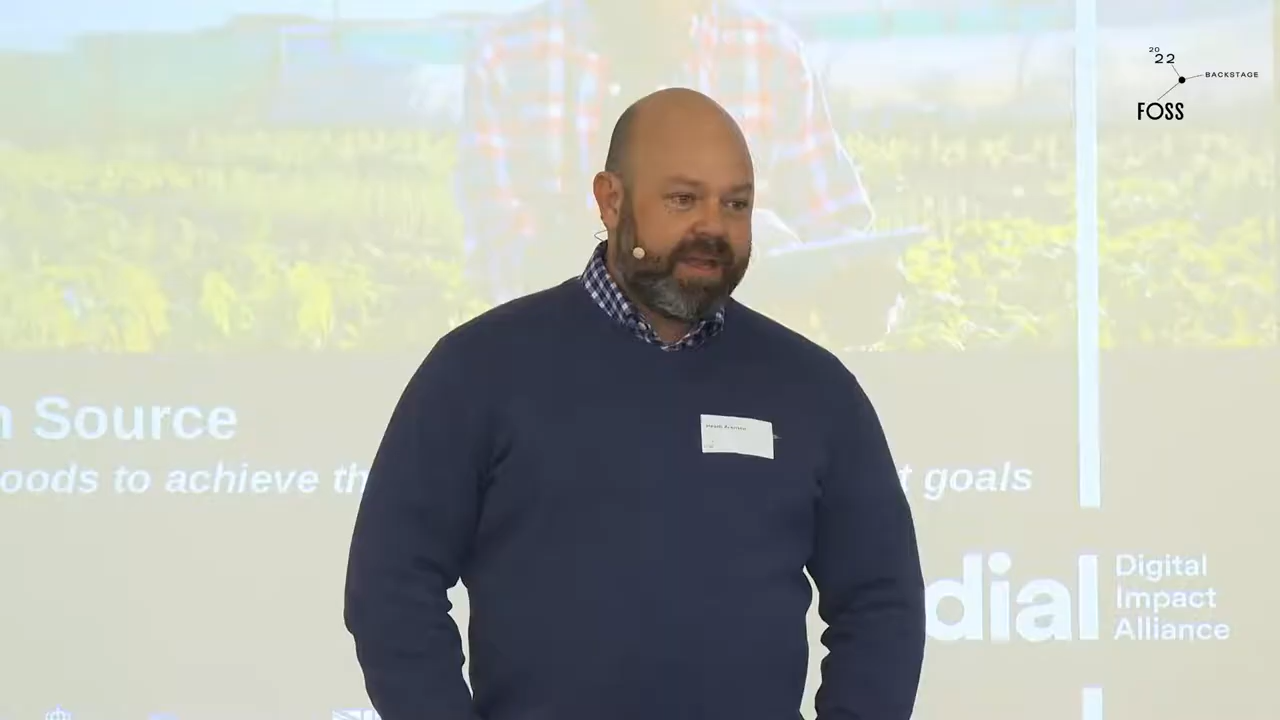 20
22
BACKSTAGE
FOSS
n Source
oods to achieve th
t goals
dial
Digital
Impact
Alliance